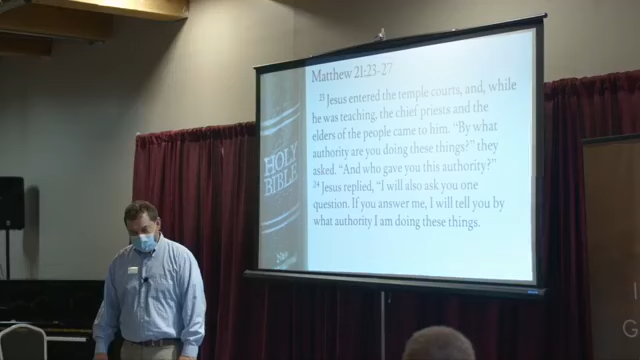 Matthew 21:23-27
23 Jesus entered the temple courts, and, while
he was teaching, the chief priests and the
elders of the people came to him. "By what
authority are you doing these things?" they
asked. "And who gave you this authority?"
24 Jesus replied, "I will also ask you one
question. If you answer me, I will tell you by
what authority I am doing these things.
HOLY
BIBLE
I
G